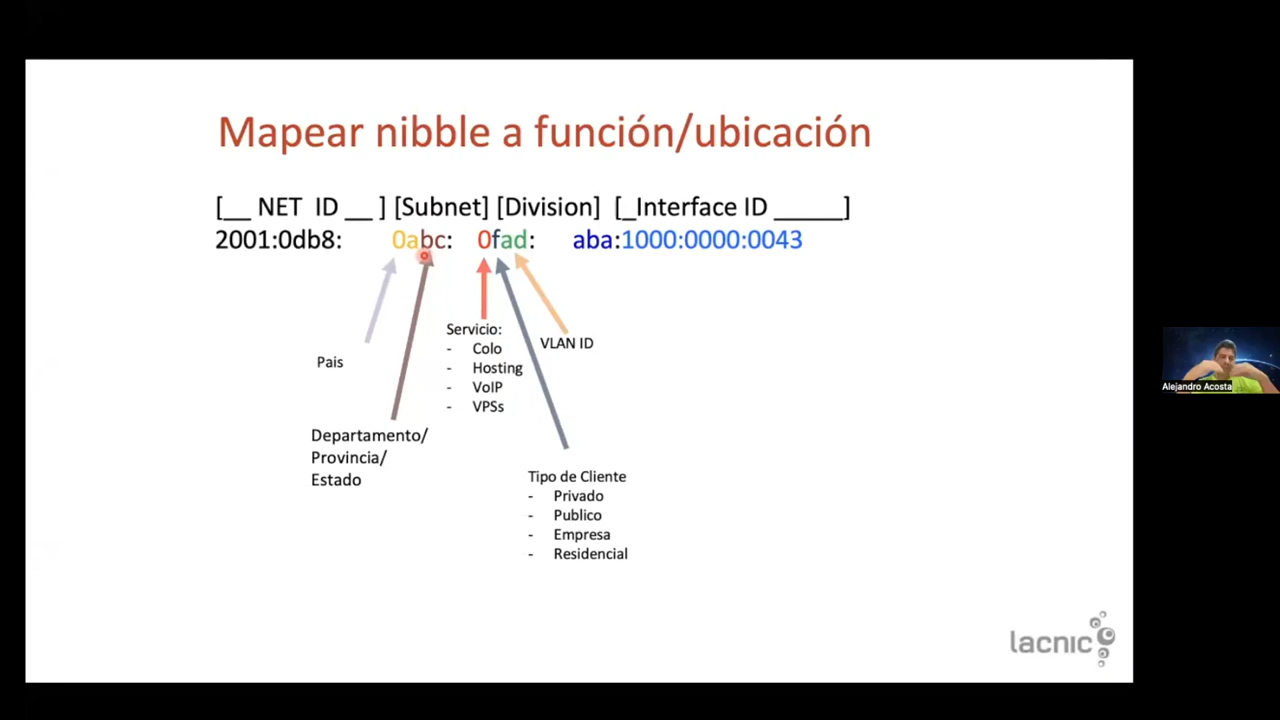 Mapear nibble a función/ubicación
[__ NET ID __ ] [Subnet] [Division] [_Interface ID _____]
2001:0db8: 0abc: 0fad: aba:1000:0000:0043
Pais
Departamento/
Provincia/
Estado
Servicio:
- Colo
- Hosting
- VoIP
- VPSs
VLAN ID
Tipo de Cliente
- Privado
- Publico
- Empresa
- Residencial
lacnic
Alejandro Acosta